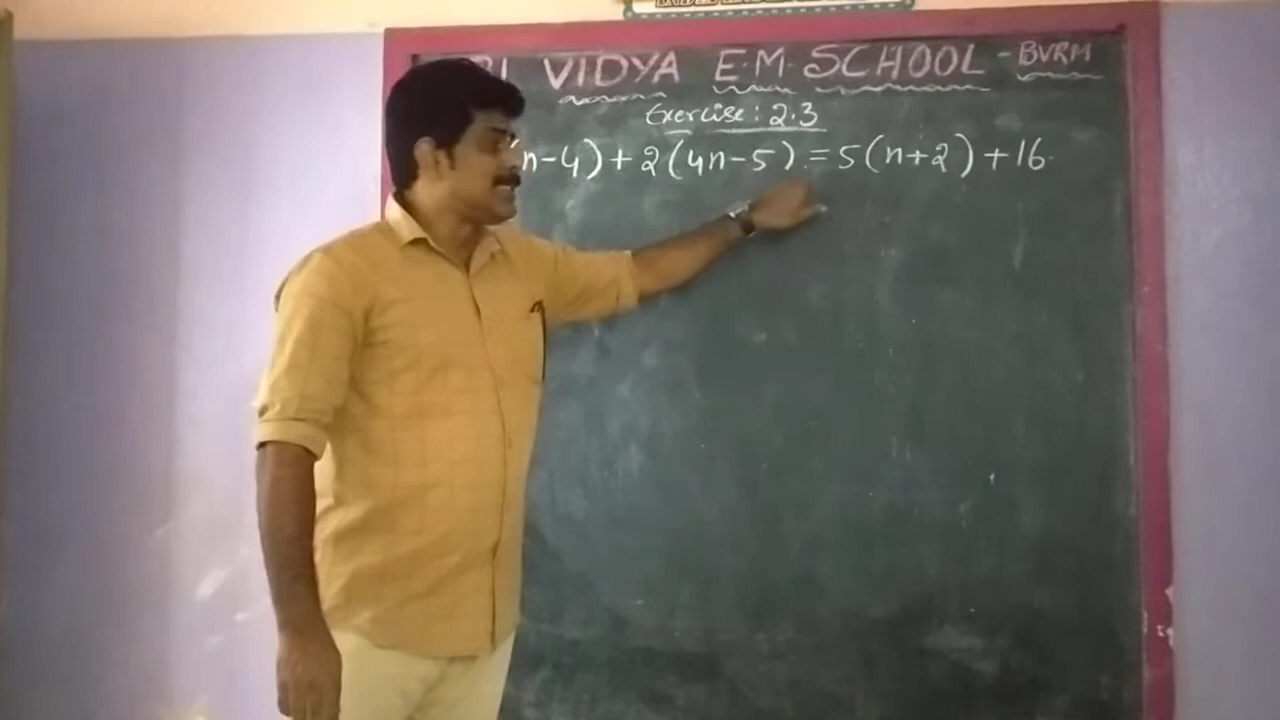 VIDYA E.M. SCHOOL - BVRM
Exercise: 2.3
n-4)+2(4n-5)=5(n+2)+16.